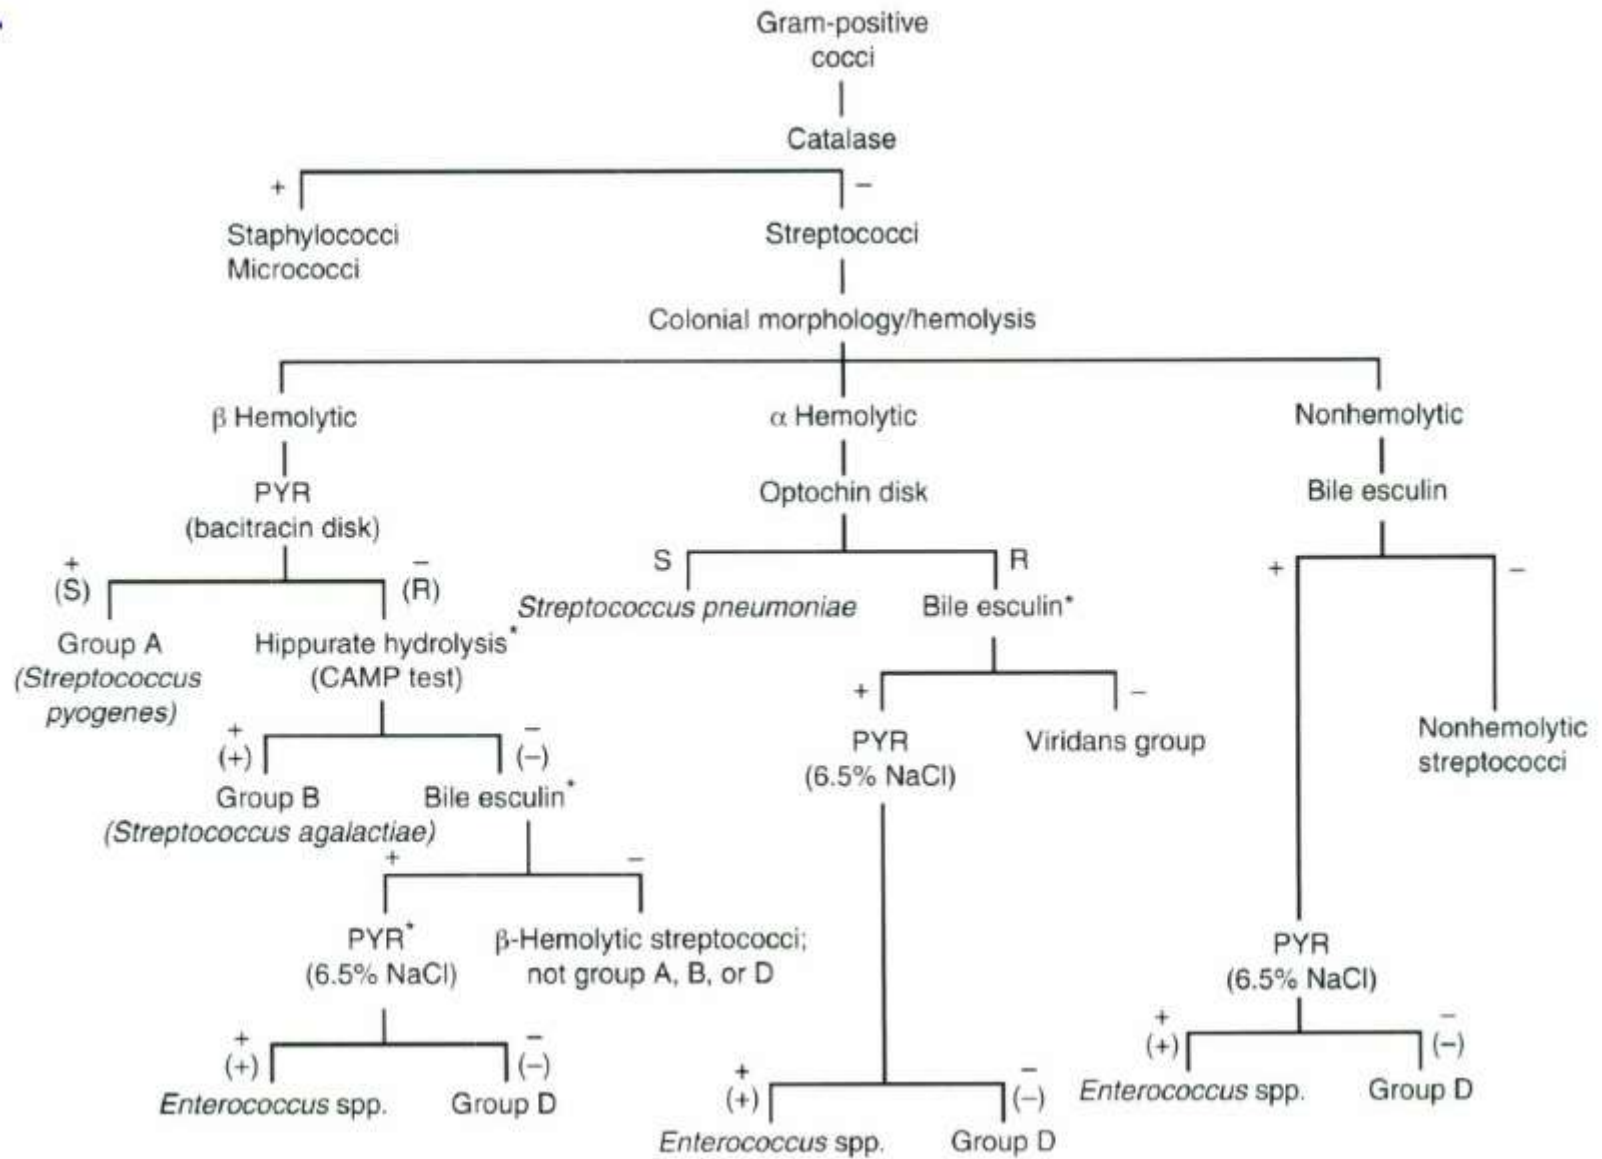 Gram-positive
cocci
Catalase
+
−
Staphylococci
Micrococci
Streptococci
Colonial morphology/hemolysis
β Hemolytic
α Hemolytic
Nonhemolytic
PYR
(bacitracin disk)
Optochin disk
Bile esculin
+
(S)
−
(R)
S
R
+
−
Group A
(Streptococcus
pyogenes)
Hippurate hydrolysis*
(CAMP test)
Streptococcus pneumoniae
Bile esculin*
+
(+)
−
(−)
+
−
Group B
(Streptococcus agalactiae)
Bile esculin*
PYR
(6.5% NaCl)
Viridans group
Nonhemolytic
streptococci
+
−
PYR*
(6.5% NaCl)
β-Hemolytic streptococci;
not group A, B, or D
PYR
(6.5% NaCl)
+
(+)
−
(−)
Enterococcus spp.
Group D
+
(+)
−
(−)
Enterococcus spp.
Group D
+
(+)
−
(−)
Enterococcus spp.
Group D